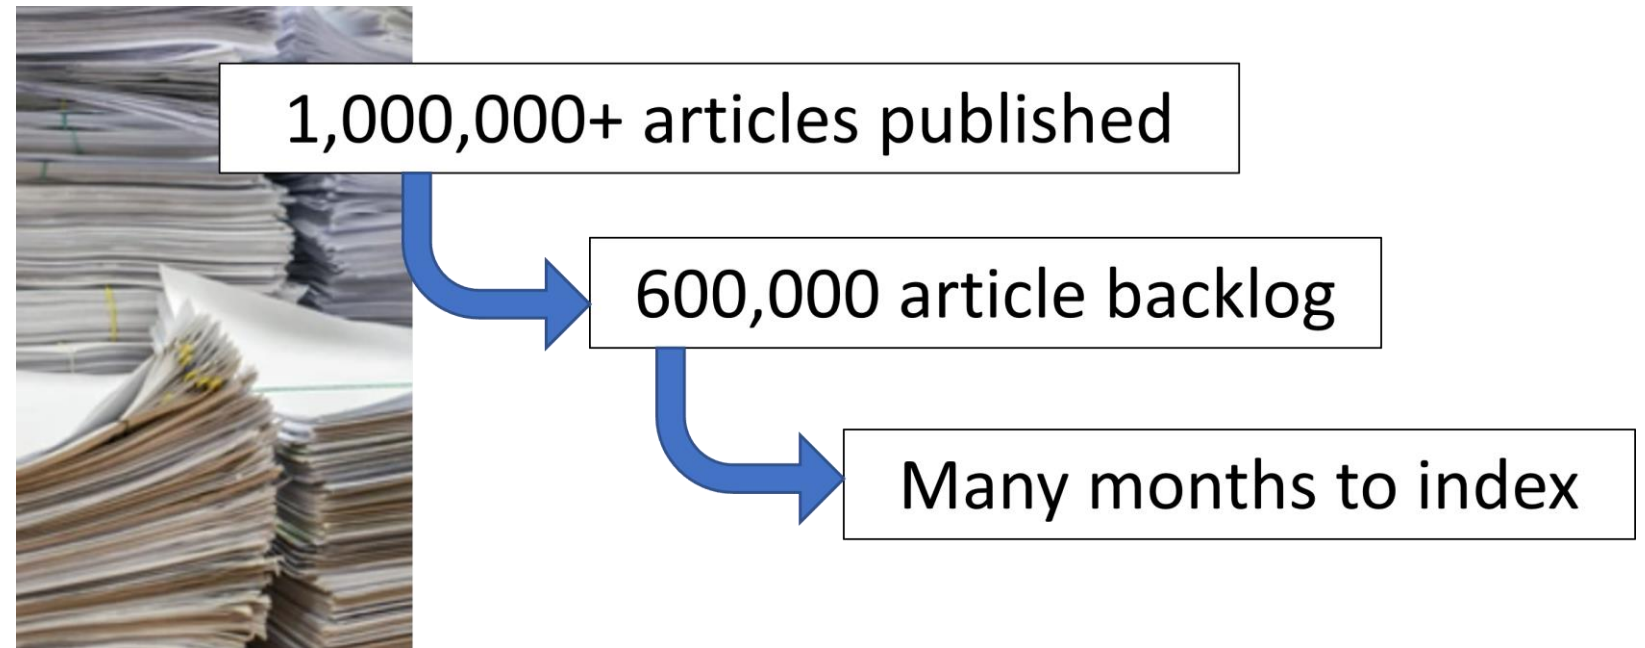 1,000,000+ articles published
600,000 article backlog
Many months to index